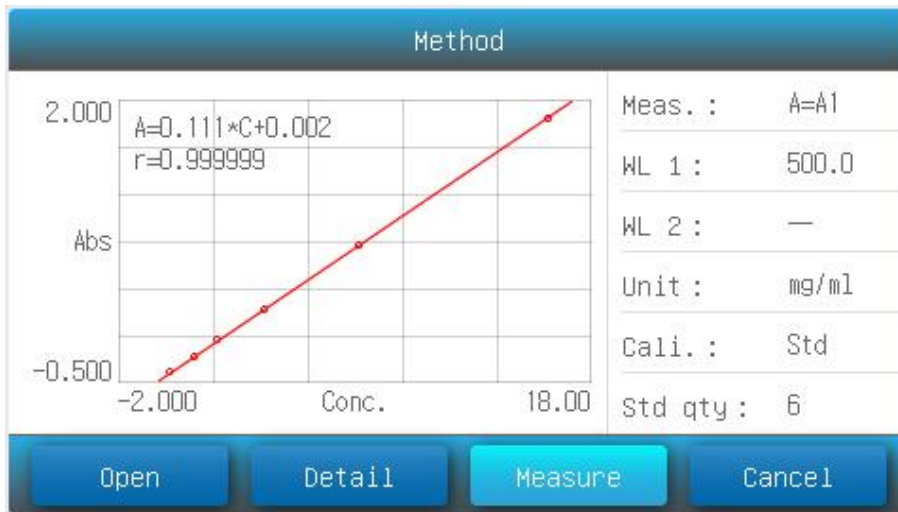 Method
2.000
A=0.111*C+0.002
r=0.999999
Abs
-0.500
-2.000 Conc. 18.00
Meas.: A=A1
WL 1: 500.0
WL 2: —
Unit: mg/ml
Cali.: Std
Std qty: 6
Open Detail Measure Cancel